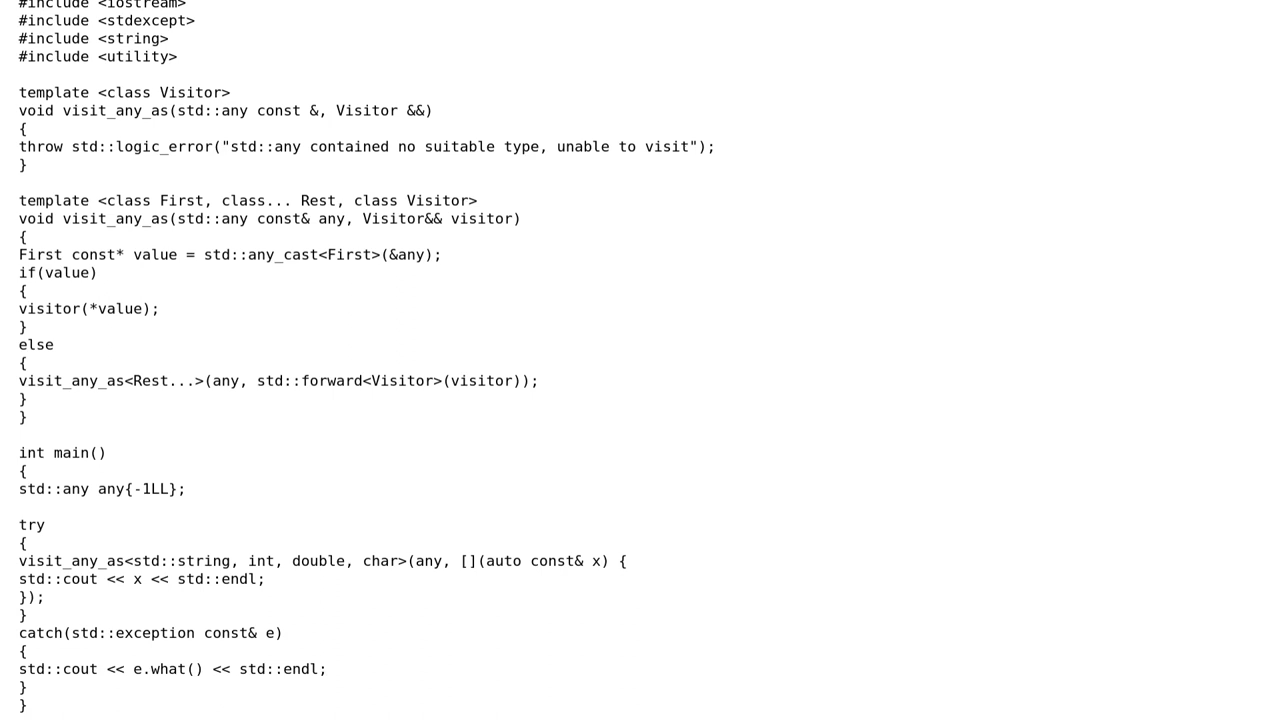 #include <iostream>
#include <stdexcept>
#include <string>
#include <utility>

template <class Visitor>
void visit_any_as(std::any const &, Visitor &&)
{
throw std::logic_error("std::any contained no suitable type, unable to visit");
}

template <class First, class... Rest, class Visitor>
void visit_any_as(std::any const& any, Visitor&& visitor)
{
First const* value = std::any_cast<First>(&any);
if(value)
{
visitor(*value);
}
else
{
visit_any_as<Rest...>(any, std::forward<Visitor>(visitor));
}
}

int main()
{
std::any any{-1LL};

try
{
visit_any_as<std::string, int, double, char>(any, [](auto const& x) {
std::cout << x << std::endl;
});
}
catch(std::exception const& e)
{
std::cout << e.what() << std::endl;
}
}